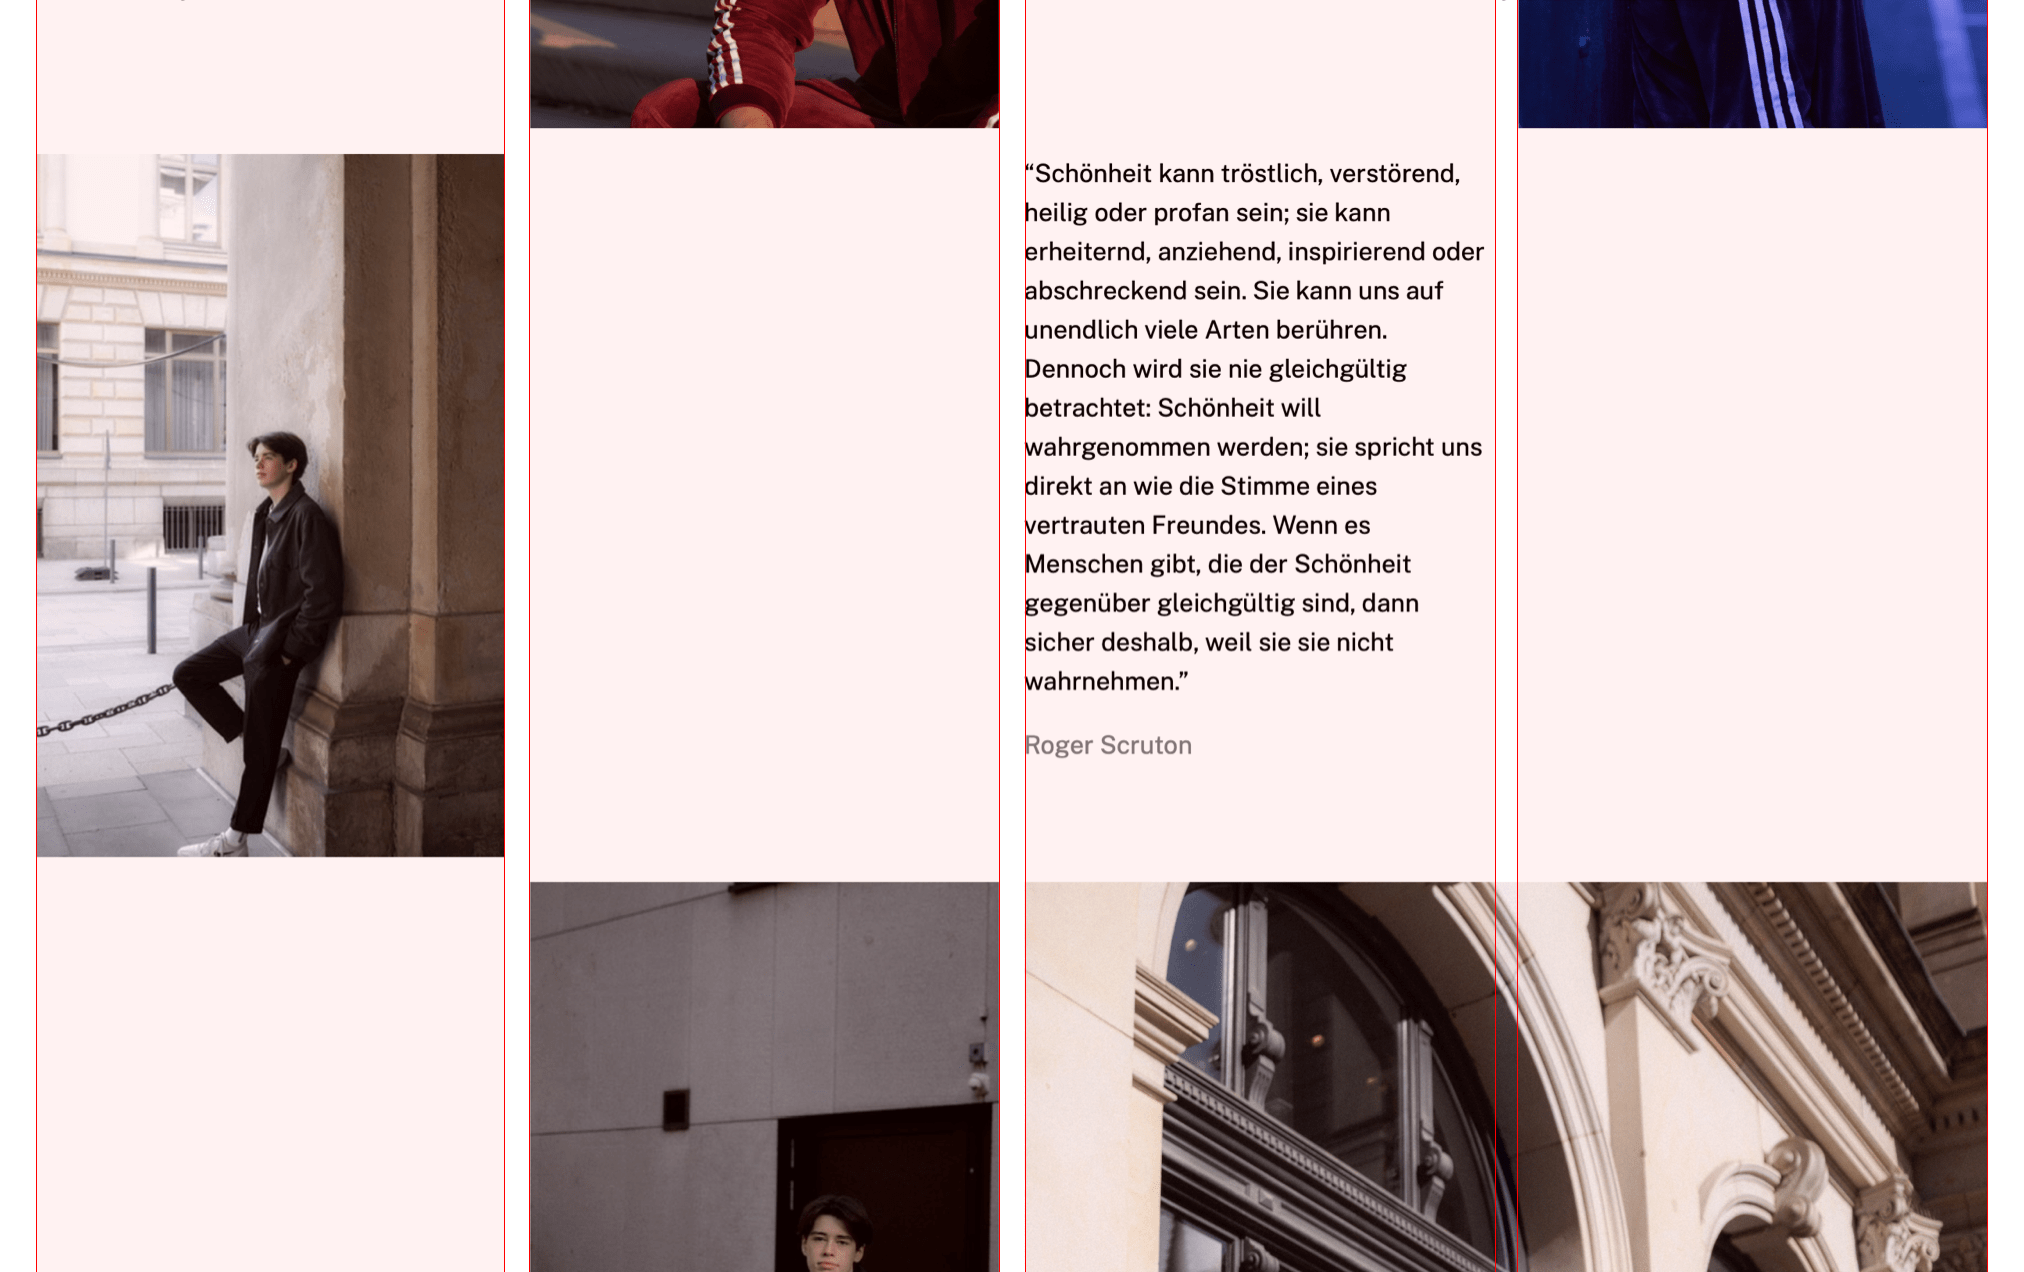 “Schönheit kann tröstlich, verstörend,
heilig oder profan sein; sie kann
erheiternd, anziehend, inspirierend oder
abschreckend sein. Sie kann uns auf
unendlich viele Arten berühren.
Dennoch wird sie nie gleichgültig
betrachtet: Schönheit will
wahrgenommen werden; sie spricht uns
direkt an wie die Stimme eines
vertrauten Freundes. Wenn es
Menschen gibt, die der Schönheit
gegenüber gleichgültig sind, dann
sicher deshalb, weil sie sie nicht
wahrnehmen.”
Roger Scruton